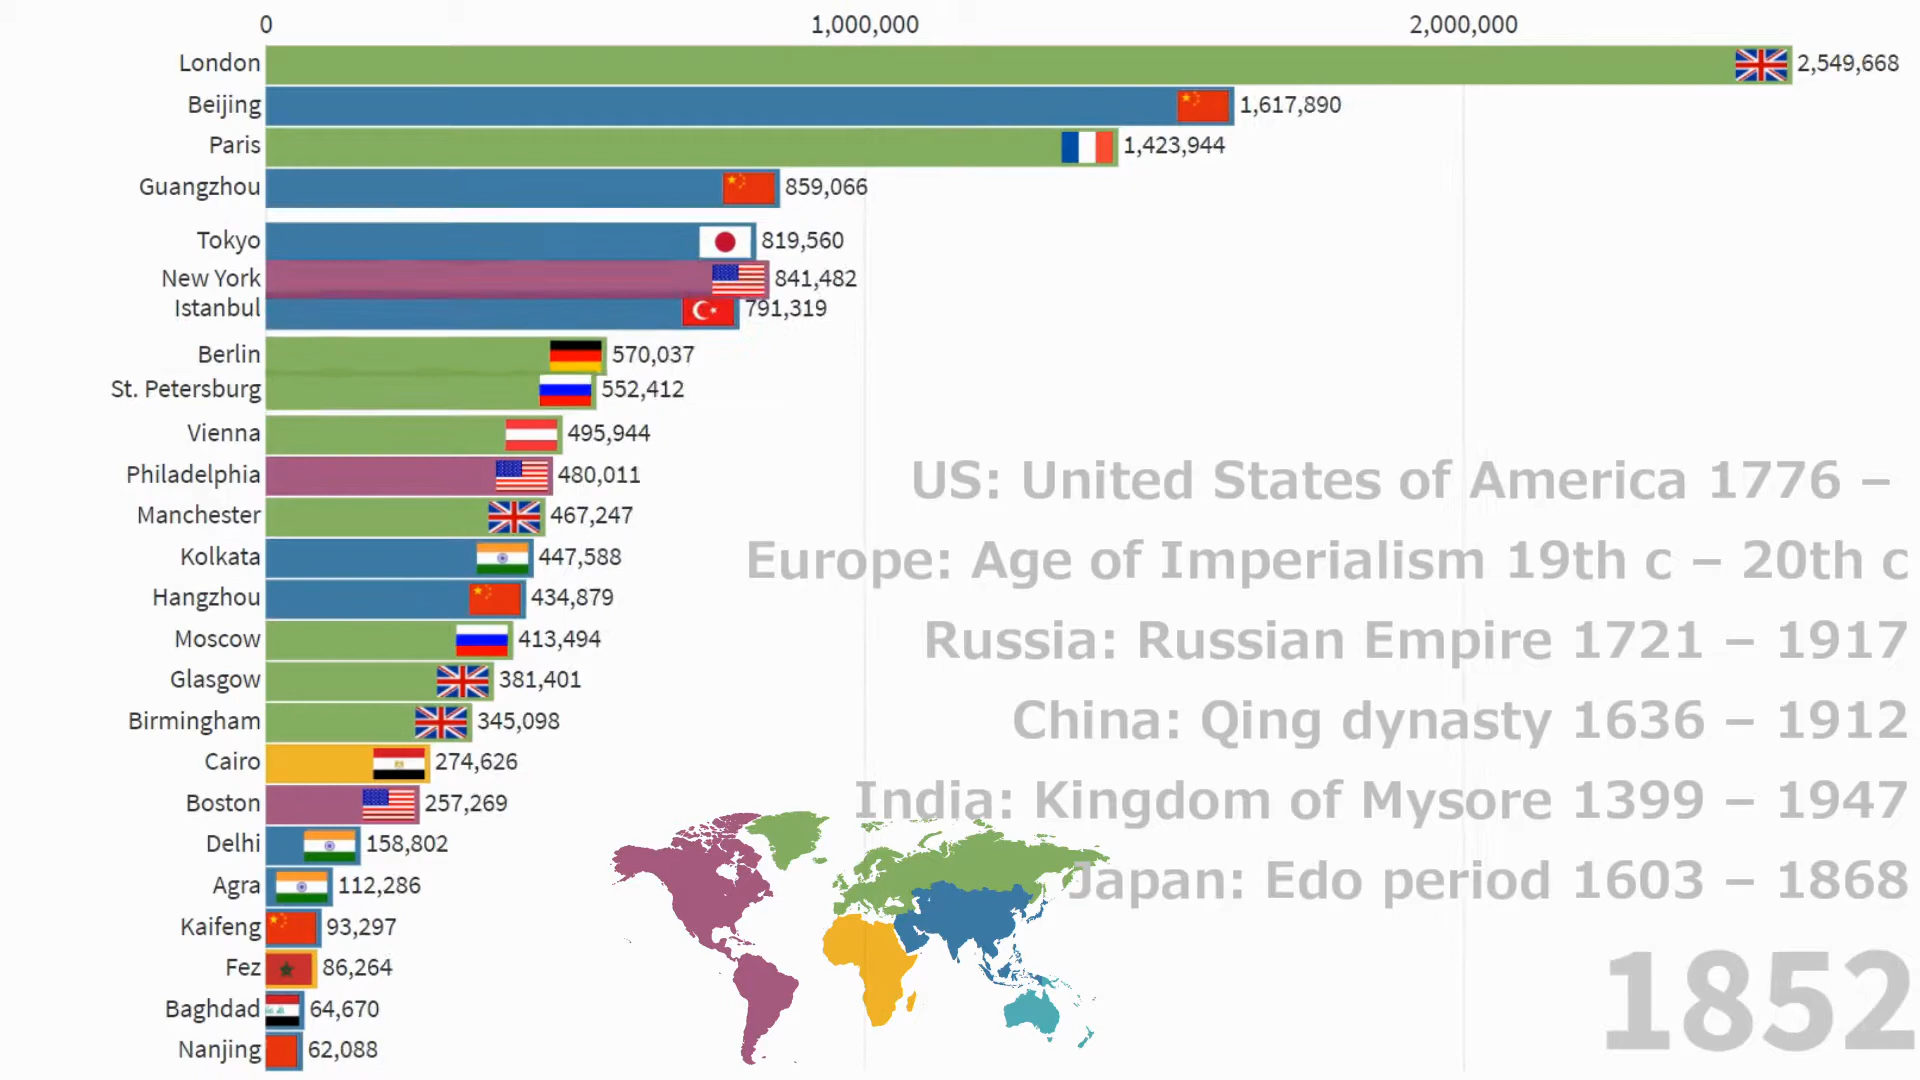 0 1,000,000 2,000,000
London 2,549,668
Beijing 1,617,890
Paris 1,423,944
Guangzhou 859,066
Tokyo 819,560
New York 841,482
Istanbul 791,319
Berlin 570,037
St. Petersburg 552,412
Vienna 495,944
Philadelphia 480,011
Manchester 467,247
Kolkata 447,588
Hangzhou 434,879
Moscow 413,494
Glasgow 381,401
Birmingham 345,098
Cairo 274,626
Boston 257,269
Delhi 158,802
Agra 112,286
Kaifeng 93,297
Fez 86,264
Baghdad 64,670
Nanjing 62,088
US: United States of America 1776 –
Europe: Age of Imperialism 19th c – 20th c
Russia: Russian Empire 1721 – 1917
China: Qing dynasty 1636 – 1912
India: Kingdom of Mysore 1399 – 1947
Japan: Edo period 1603 – 1868
1852